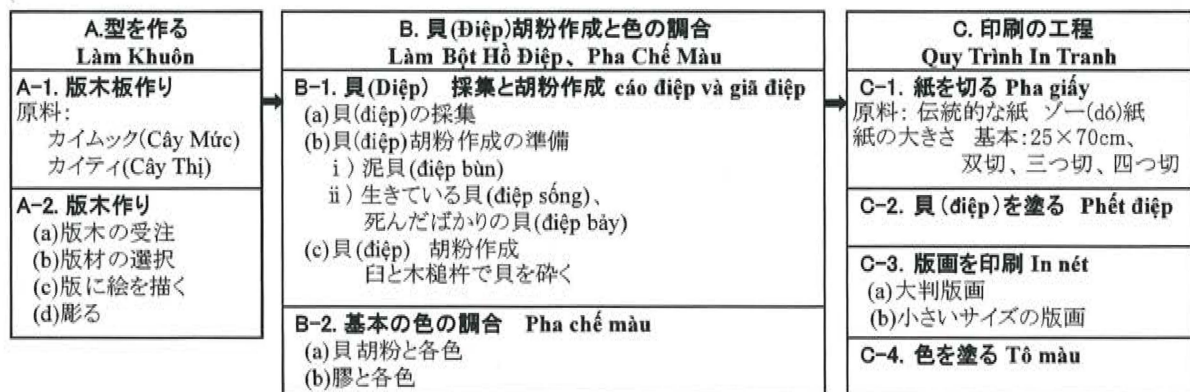 A.型を作る
Làm Khuôn
A-1. 版木板作り
原料:
カイムック(Cây Mức)
カイティ(Cây Thị)
A-2. 版木作り
(a)版木の受注
(b)版材の選択
(c)版に絵を描く
(d)彫る
B. 貝(Điệp)胡粉作成と色の調合
Làm Bột Hồ Điệp、Pha Chế Màu
B-1. 貝(Điệp) 採集と胡粉作成 cáo điệp và giã điệp
(a)貝(điệp)の採集
(b)貝(điệp)胡粉作成の準備
ⅰ) 泥貝(điệp bùn)
ⅱ) 生きている貝(điệp sống)、
死んだばかりの貝(điệp bảy)
(c)貝(điệp) 胡粉作成
臼と木槌杵で貝を砕く
B-2. 基本の色の調合 Pha chế màu
(a)貝胡粉と各色
(b)膠と各色
C. 印刷の工程
Quy Trình In Tranh
C-1. 紙を切る Pha giấy
原料: 伝統的な紙 ゾー(dó)紙
紙の大きさ 基本:25×70cm、
双切、三つ切、四つ切
C-2. 貝(điệp)を塗る Phết điệp
C-3. 版画を印刷 In nét
(a)大判版画
(b)小さいサイズの版画
C-4. 色を塗る Tô màu